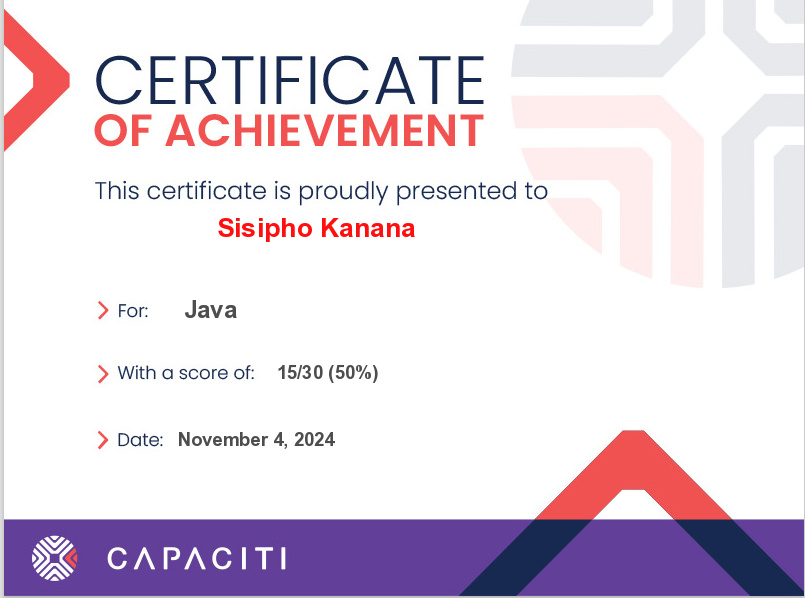 CERTIFICATE
OF ACHIEVEMENT
This certificate is proudly presented to
Sisipho Kanana
For: Java
With a score of: 15/30 (50%)
Date: November 4, 2024
CAPACITI